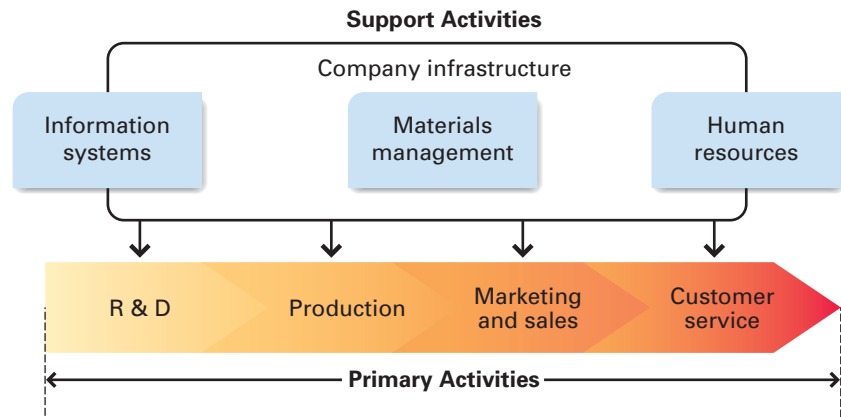 Support Activities
Company infrastructure
Information
systems
Materials
management
Human
resources
R & D
Production
Marketing
and sales
Customer
service
Primary Activities